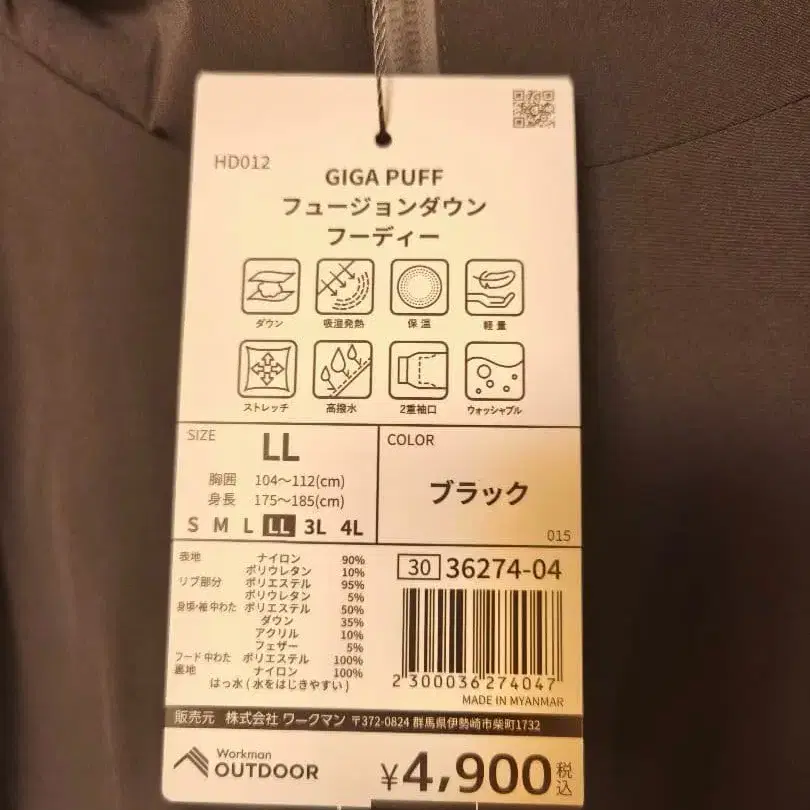 HD012
GIGA PUFF
フュージョンダウン
フーディー
ダウン 吸湿発熱 保温 軽量
ストレッチ 高撥水 2重袖口 ウォッシャブル
SIZE
LL
胸囲 104～112(cm)
身長 175～185(cm)
S M L LL 3L 4L
COLOR
ブラック
015
表地 ナイロン 90%
ポリウレタン 10%
リブ部分 ポリエステル 95%
ポリウレタン 5%
身頃・袖 中わた ポリエステル 50%
ダウン 35%
アクリル 10%
フェザー 5%
フード 中わた ポリエステル 100%
裏地 ナイロン 100%
はっ水(水をはじきやすい)
30 36274-04
2300036274047
MADE IN MYANMAR
販売元 株式会社 ワークマン 〒372-0824 群馬県伊勢崎市柴町1732
Workman
OUTDOOR
¥4,900税込